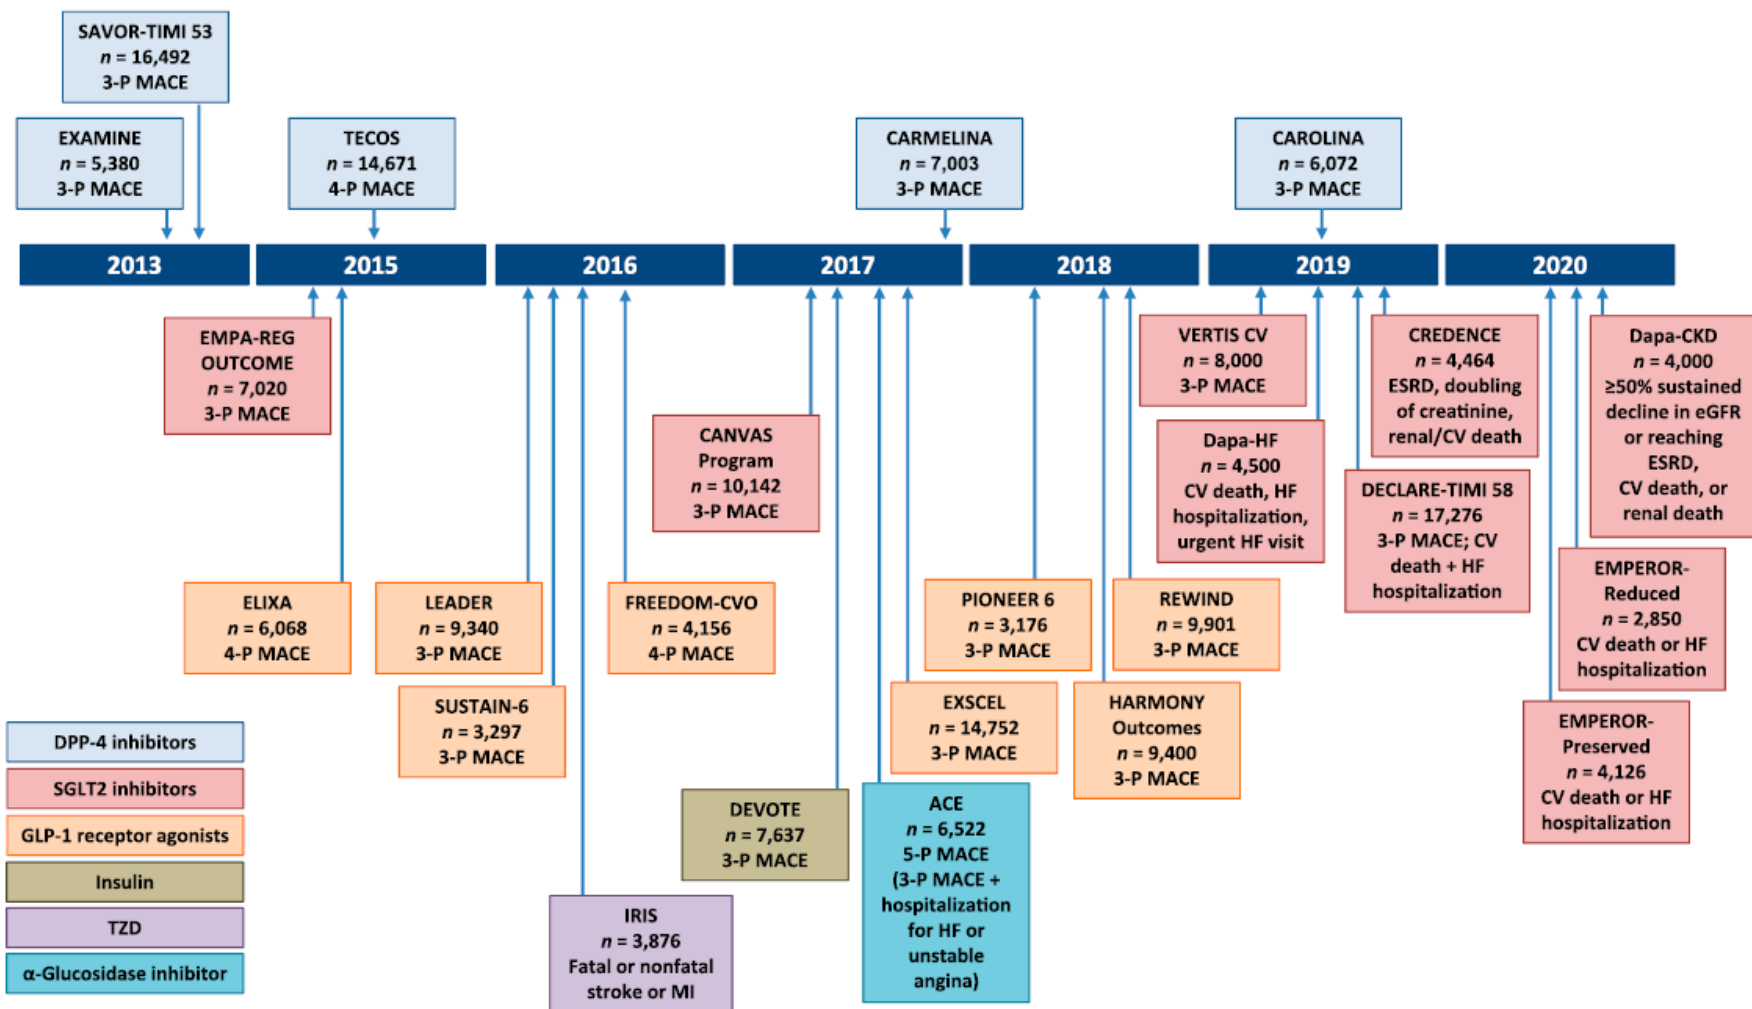 SAVOR-TIMI 53
n = 16,492
3-P MACE
EXAMINE
n = 5,380
3-P MACE
TECOS
n = 14,671
4-P MACE
CARMELINA
n = 7,003
3-P MACE
CAROLINA
n = 6,072
3-P MACE
2013
2015
2016
2017
2018
2019
2020
EMPA-REG
OUTCOME
n = 7,020
3-P MACE
VERTIS CV
n = 8,000
3-P MACE
CREDENCE
n = 4,464
ESRD, doubling
of creatinine,
renal/CV death
Dapa-CKD
n = 4,000
≥50% sustained
decline in eGFR
or reaching
ESRD,
CV death, or
renal death
CANVAS
Program
n = 10,142
3-P MACE
Dapa-HF
n = 4,500
CV death, HF
hospitalization,
urgent HF visit
DECLARE-TIMI 58
n = 17,276
3-P MACE; CV
death + HF
hospitalization
EMPEROR-
Reduced
n = 2,850
CV death or HF
hospitalization
ELIXA
n = 6,068
4-P MACE
LEADER
n = 9,340
3-P MACE
FREEDOM-CVO
n = 4,156
4-P MACE
PIONEER 6
n = 3,176
3-P MACE
REWIND
n = 9,901
3-P MACE
SUSTAIN-6
n = 3,297
3-P MACE
EXSCEL
n = 14,752
3-P MACE
HARMONY
Outcomes
n = 9,400
3-P MACE
EMPEROR-
Preserved
n = 4,126
CV death or HF
hospitalization
DEVOTE
n = 7,637
3-P MACE
ACE
n = 6,522
5-P MACE
(3-P MACE +
hospitalization
for HF or
unstable
angina)
IRIS
n = 3,876
Fatal or nonfatal
stroke or MI
DPP-4 inhibitors
SGLT2 inhibitors
GLP-1 receptor agonists
Insulin
TZD
α-Glucosidase inhibitor